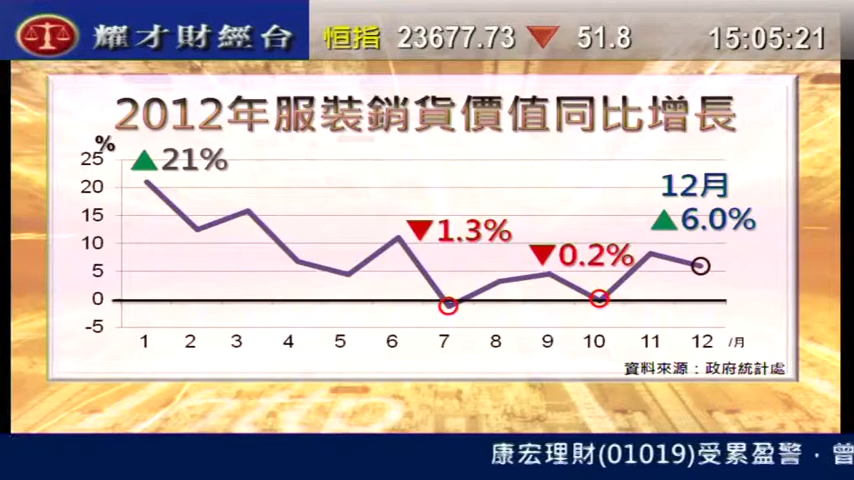 耀才財經台 恒指 23677.73 51.8 15:05:21
2012年服裝銷貨價值同比增長
%
25
20
15
10
5
0
-5
21%
1.3%
0.2%
12月
6.0%
1 2 3 4 5 6 7 8 9 10 11 12 /月
資料來源：政府統計處
康宏理財(01019)受累盈警．曾